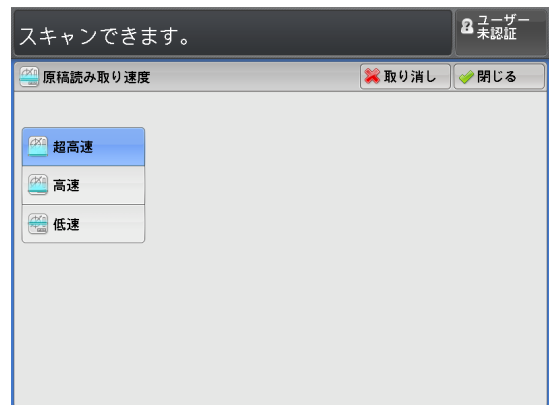 スキャンできます。
ユーザー
未認証
原稿読み取り速度
取り消し
閉じる
超高速
高速
低速